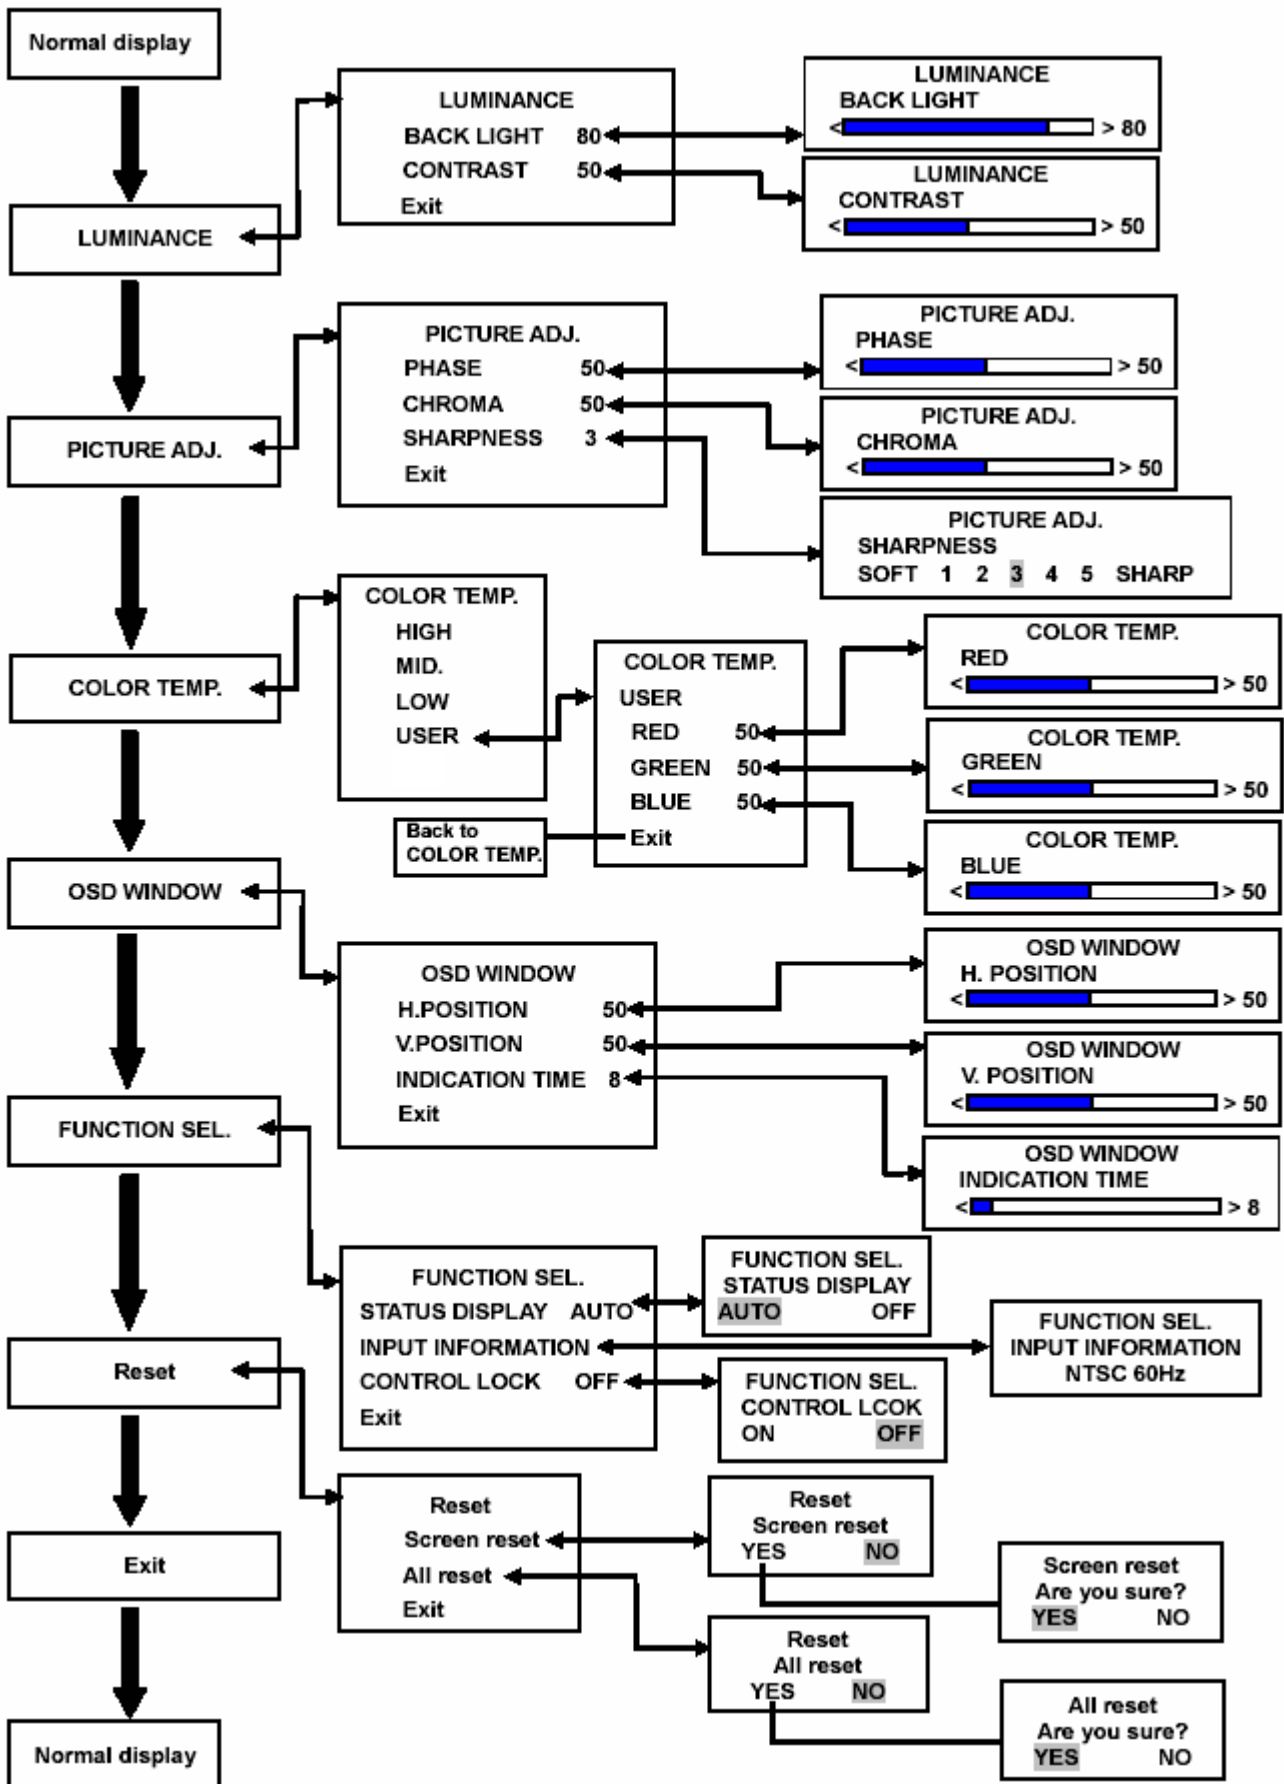 Normal display
LUMINANCE
BACK LIGHT 80
CONTRAST 50
Exit
LUMINANCE
BACK LIGHT
< > 80
LUMINANCE
CONTRAST
< > 50
LUMINANCE
PICTURE ADJ.
PHASE 50
CHROMA 50
SHARPNESS 3
Exit
PICTURE ADJ.
PHASE
< > 50
PICTURE ADJ.
CHROMA
< > 50
PICTURE ADJ.
SHARPNESS
SOFT 1 2 3 4 5 SHARP
PICTURE ADJ.
COLOR TEMP.
HIGH
MID.
LOW
USER
COLOR TEMP.
USER
RED 50
GREEN 50
BLUE 50
Exit
Back to
COLOR TEMP.
COLOR TEMP.
RED
< > 50
COLOR TEMP.
GREEN
< > 50
COLOR TEMP.
BLUE
< > 50
COLOR TEMP.
OSD WINDOW
OSD WINDOW
H.POSITION 50
V.POSITION 50
INDICATION TIME 8
Exit
OSD WINDOW
H. POSITION
< > 50
OSD WINDOW
V. POSITION
< > 50
OSD WINDOW
INDICATION TIME
< > 8
FUNCTION SEL.
FUNCTION SEL.
STATUS DISPLAY AUTO
INPUT INFORMATION
CONTROL LOCK OFF
Exit
FUNCTION SEL.
STATUS DISPLAY
AUTO OFF
FUNCTION SEL.
INPUT INFORMATION
NTSC 60Hz
FUNCTION SEL.
CONTROL LCOK
ON OFF
Reset
Reset
Screen reset
All reset
Exit
Reset
Screen reset
YES NO
Screen reset
Are you sure?
YES NO
Reset
All reset
YES NO
All reset
Are you sure?
YES NO
Exit
Normal display